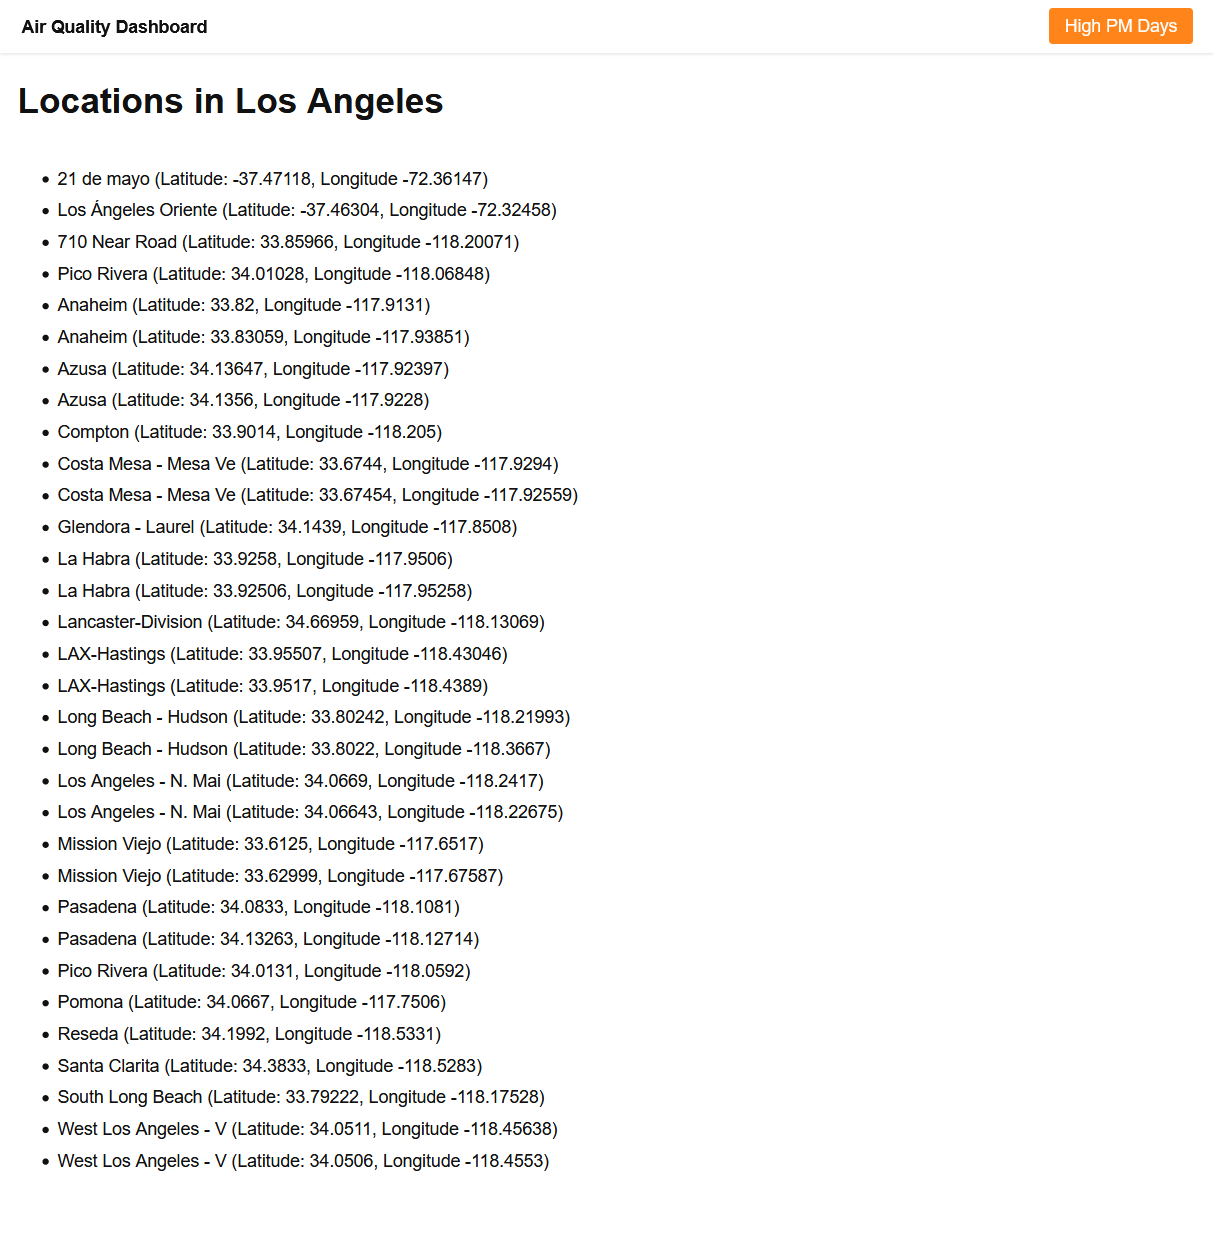 Air Quality Dashboard
High PM Days
Locations in Los Angeles
• 21 de mayo (Latitude: -37.47118, Longitude -72.36147)
• Los Ángeles Oriente (Latitude: -37.46304, Longitude -72.32458)
• 710 Near Road (Latitude: 33.85966, Longitude -118.20071)
• Pico Rivera (Latitude: 34.01028, Longitude -118.06848)
• Anaheim (Latitude: 33.82, Longitude -117.9131)
• Anaheim (Latitude: 33.83059, Longitude -117.93851)
• Azusa (Latitude: 34.13647, Longitude -117.92397)
• Azusa (Latitude: 34.1356, Longitude -117.9228)
• Compton (Latitude: 33.9014, Longitude -118.205)
• Costa Mesa - Mesa Ve (Latitude: 33.6744, Longitude -117.9294)
• Costa Mesa - Mesa Ve (Latitude: 33.67454, Longitude -117.92559)
• Glendora - Laurel (Latitude: 34.1439, Longitude -117.8508)
• La Habra (Latitude: 33.9258, Longitude -117.9506)
• La Habra (Latitude: 33.92506, Longitude -117.95258)
• Lancaster-Division (Latitude: 34.66959, Longitude -118.13069)
• LAX-Hastings (Latitude: 33.95507, Longitude -118.43046)
• LAX-Hastings (Latitude: 33.9517, Longitude -118.4389)
• Long Beach - Hudson (Latitude: 33.80242, Longitude -118.21993)
• Long Beach - Hudson (Latitude: 33.8022, Longitude -118.3667)
• Los Angeles - N. Mai (Latitude: 34.0669, Longitude -118.2417)
• Los Angeles - N. Mai (Latitude: 34.06643, Longitude -118.22675)
• Mission Viejo (Latitude: 33.6125, Longitude -117.6517)
• Mission Viejo (Latitude: 33.62999, Longitude -117.67587)
• Pasadena (Latitude: 34.0833, Longitude -118.1081)
• Pasadena (Latitude: 34.13263, Longitude -118.12714)
• Pico Rivera (Latitude: 34.0131, Longitude -118.0592)
• Pomona (Latitude: 34.0667, Longitude -117.7506)
• Reseda (Latitude: 34.1992, Longitude -118.5331)
• Santa Clarita (Latitude: 34.3833, Longitude -118.5283)
• South Long Beach (Latitude: 33.79222, Longitude -118.17528)
• West Los Angeles - V (Latitude: 34.0511, Longitude -118.45638)
• West Los Angeles - V (Latitude: 34.0506, Longitude -118.4553)